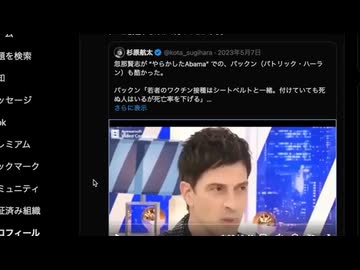 ーム
題を検索
知
ッセージ
ok
レミアム
ックマーク
ミュニティ
証済み組織
ロフィール
杉原航太 @kota_sugihara・2023年5月7日
忽那賢志が "やらかしたAbama" での、パックン（パトリック・ハーラ
ン）も酷かった。
パックン「若者のワクチン接種はシートベルトと一緒。付けていても死
ぬ人はいるが死亡率を下げる」...
さらに表示